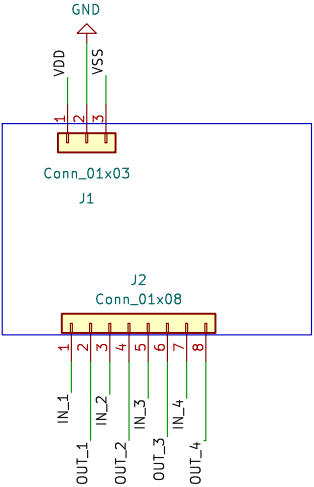 GND
VDD
VSS
1
2
3
Conn_01x03
J1
J2
Conn_01x08
1
2
3
4
5
6
7
8
IN_1
OUT_1
IN_2
OUT_2
IN_3
OUT_3
IN_4
OUT_4